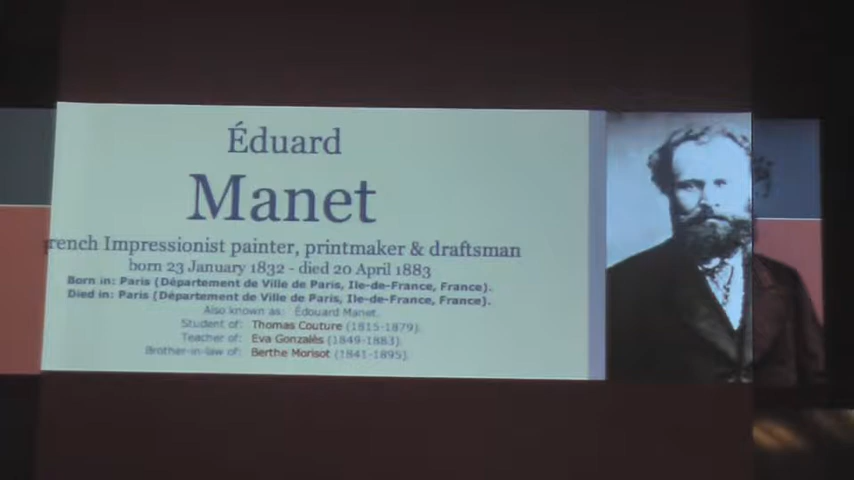 Éduard
Manet
French Impressionist painter, printmaker & draftsman
born 23 January 1832 - died 20 April 1883
Born in: Paris (Département de Ville de Paris, Ile-de-France, France).
Died in: Paris (Département de Ville de Paris, Ile-de-France, France).
Also known as: Édouard Manet.
Student of: Thomas Couture (1815-1879).
Teacher of: Eva Gonzalès (1849-1883).
Brother-in-law of: Berthe Morisot (1841-1895).